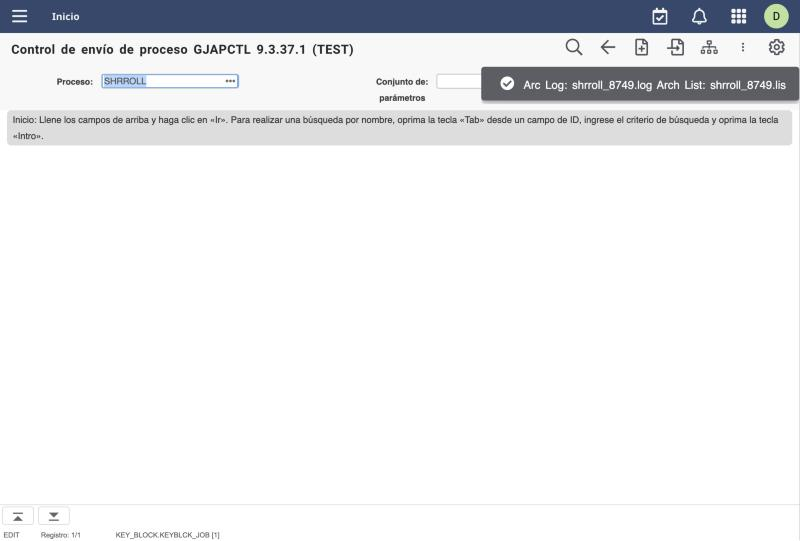 Inicio
D
Control de envío de proceso GJAPCTL 9.3.37.1 (TEST)
Proceso: SHRROLL ••• Conjunto de:
parámetros
Arc Log: shrroll_8749.log Arch List: shrroll_8749.lis
Inicio: Llene los campos de arriba y haga clic en «Ir». Para realizar una búsqueda por nombre, oprima la tecla «Tab» desde un campo de ID, ingrese el criterio de búsqueda y oprima la tecla
«Intro».
EDIT Registro: 1/1 KEY_BLOCK.KEYBLCK_JOB [1]